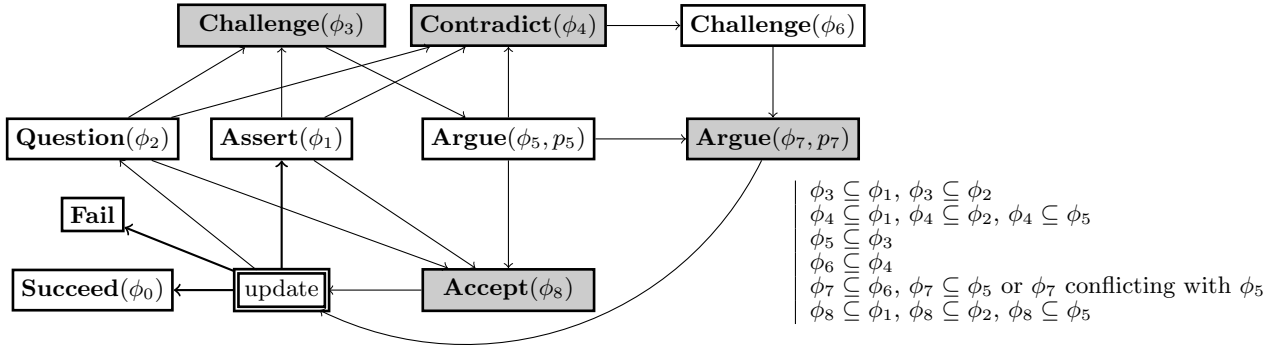 Challenge(ϕ₃)
Contradict(ϕ₄)
Challenge(ϕ₆)
Question(ϕ₂)
Assert(ϕ₁)
Argue(ϕ₅, p₅)
Argue(ϕ₇, p₇)
Fail
Succeed(ϕ₀)
update
Accept(ϕ₈)
ϕ₃ ⊆ ϕ₁, ϕ₃ ⊆ ϕ₂
ϕ₄ ⊆ ϕ₁, ϕ₄ ⊆ ϕ₂, ϕ₄ ⊆ ϕ₅
ϕ₅ ⊆ ϕ₃
ϕ₆ ⊆ ϕ₄
ϕ₇ ⊆ ϕ₆, ϕ₇ ⊆ ϕ₅ or ϕ₇ conflicting with ϕ₅
ϕ₈ ⊆ ϕ₁, ϕ₈ ⊆ ϕ₂, ϕ₈ ⊆ ϕ₅